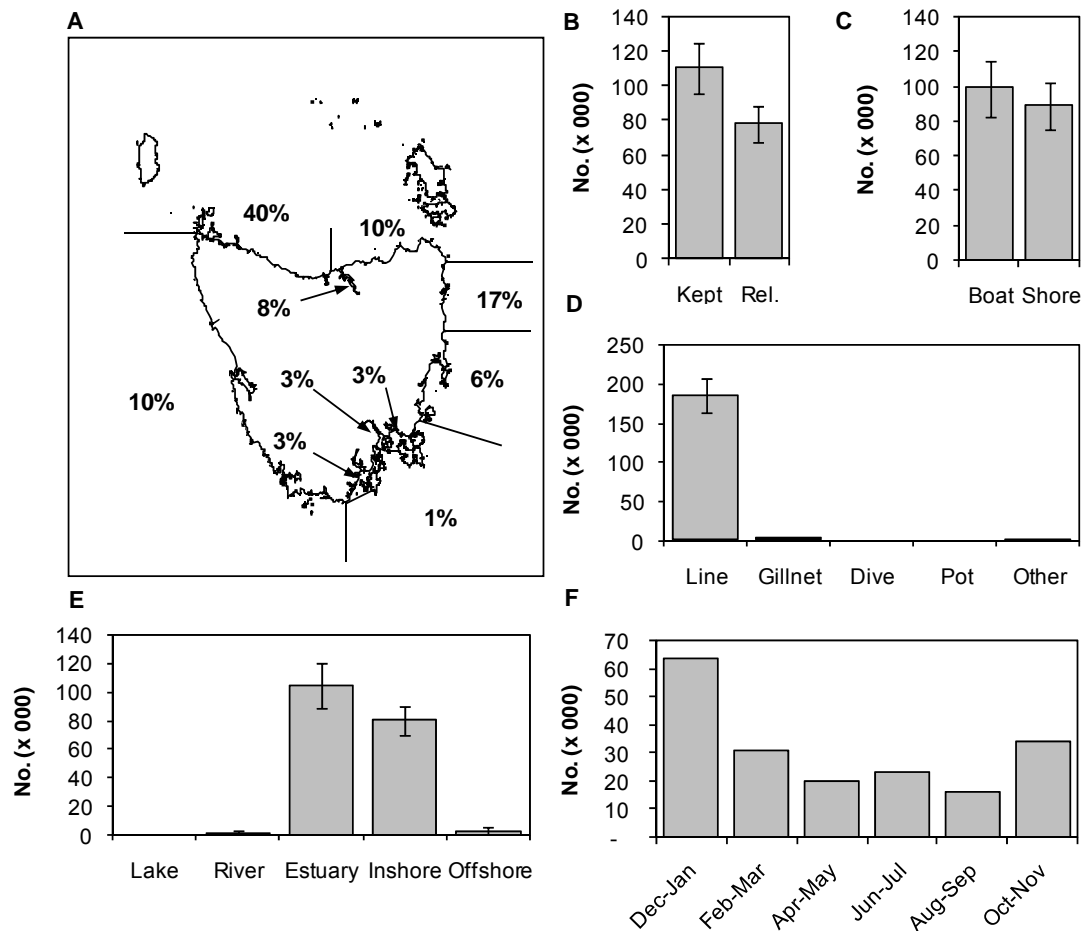 A
40%
10%
8%
17%
10%
3%
3%
6%
3%
1%
B
No. (x 000)
140
120
100
80
60
40
20
0
Kept Rel.
C
No. (x 000)
140
120
100
80
60
40
20
0
Boat Shore
D
No. (x 000)
250
200
150
100
50
0
Line Gillnet Dive Pot Other
E
No. (x 000)
140
120
100
80
60
40
20
0
Lake River Estuary Inshore Offshore
F
No. (x 000)
70
60
50
40
30
20
10
-
Dec-Jan
Feb-Mar
Apr-May
Jun-Jul
Aug-Sep
Oct-Nov